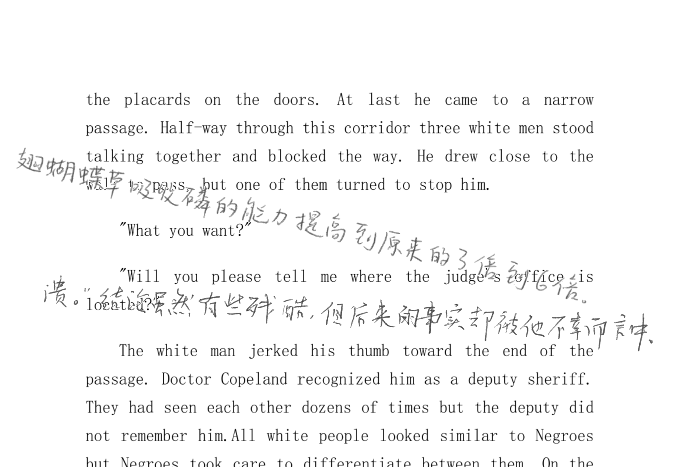 the placards on the doors. At last he came to a narrow
passage. Half-way through this corridor three white men stood
talking together and blocked the way. He drew close to the
wall to pass, but one of them turned to stop him.
翅蝴蝶草吸收磷的能力提高到原来的3倍到6倍。
"What you want?"
"Will you please tell me where the judge's office is
located?"
溃。"结论虽然有些残酷,但后来的事实却被他不幸而言中、
The white man jerked his thumb toward the end of the
passage. Doctor Copeland recognized him as a deputy sheriff.
They had seen each other dozens of times but the deputy did
not remember him.All white people looked similar to Negroes
but Negroes took care to differentiate between them. On the